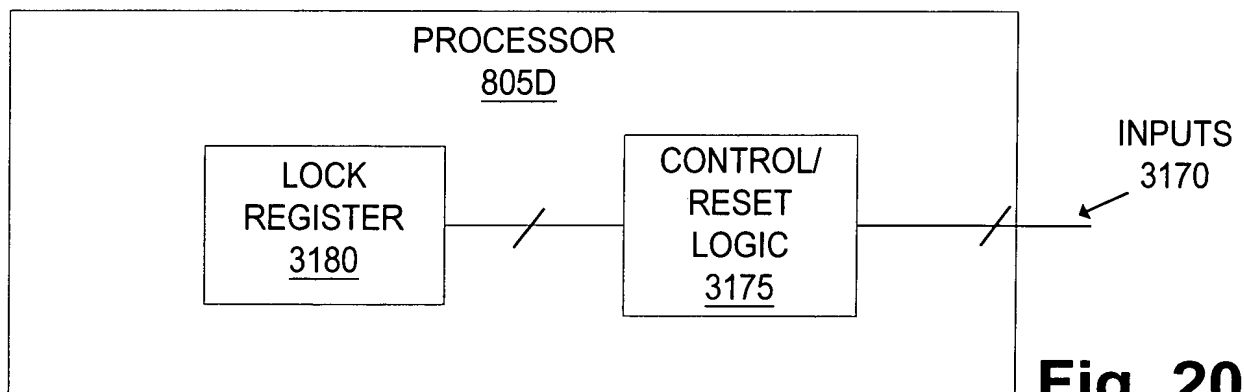 PROCESSOR
805D
INPUTS
3170
LOCK
REGISTER
3180
CONTROL/
RESET
LOGIC
3175
Fig. 20